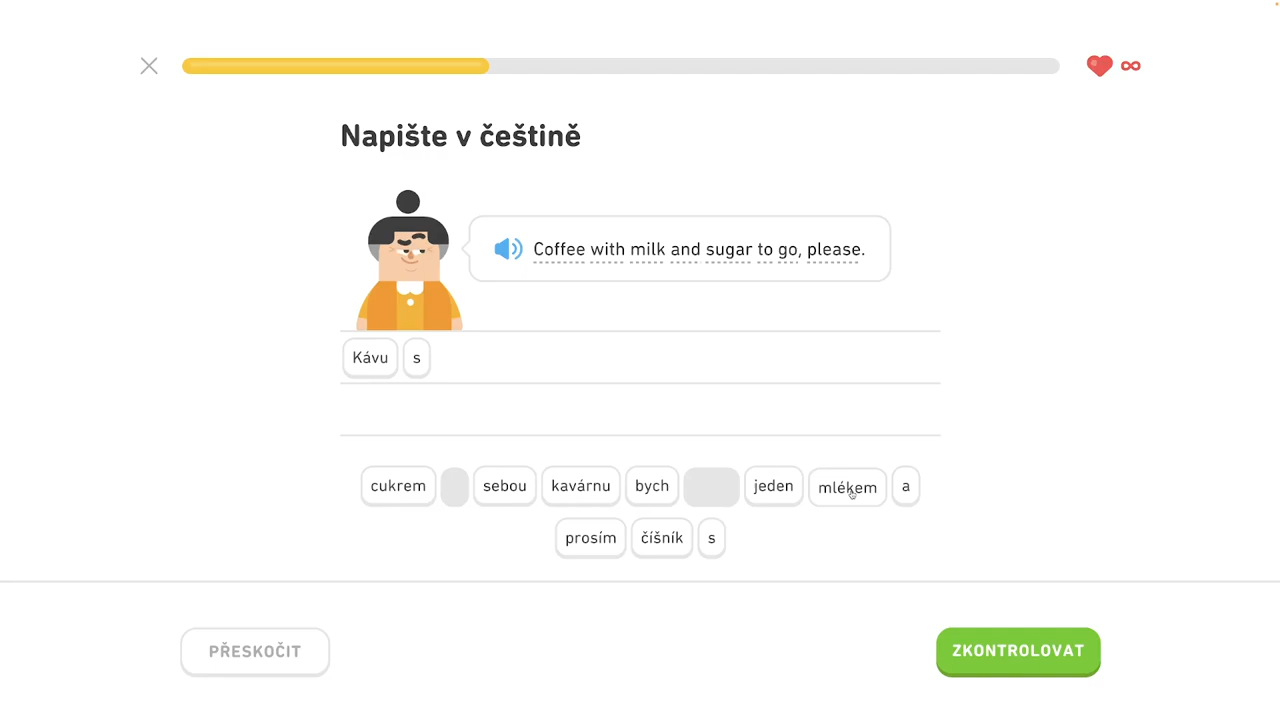 ∞
Napište v češtině
Coffee with milk and sugar to go, please.
Kávu s
cukrem sebou kavárnu bych jeden mlékem a
prosím číšník s
PŘESKOČIT ZKONTROLOVAT